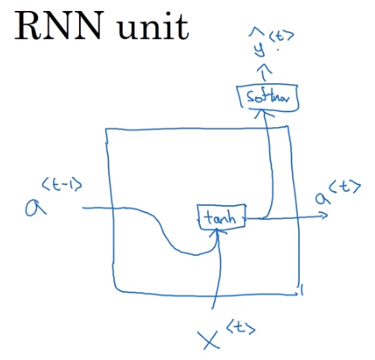 RNN unit
ŷ<t>
softmax
a<t-1>
tanh
a<t>
x<t>